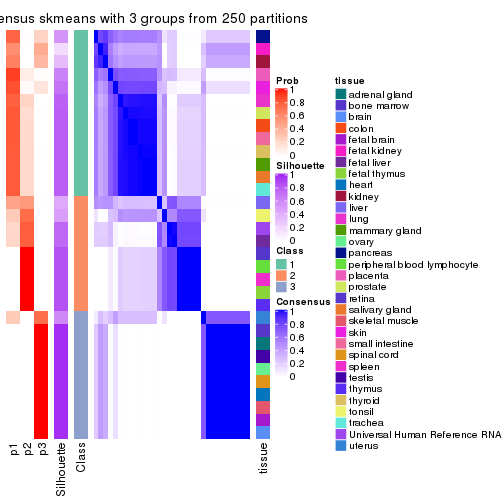 ensus skmeans with 3 groups from 250 partitions
p1
p2
p3
Silhouette
Class
tissue
Prob
1
0.8
0.6
0.4
0.2
0
Silhouette
1
0.8
0.6
0.4
0.2
0
Class
1
2
3
Consensus
1
0.8
0.6
0.4
0.2
0
tissue
adrenal gland
bone marrow
brain
colon
fetal brain
fetal kidney
fetal liver
fetal thymus
heart
kidney
liver
lung
mammary gland
ovary
pancreas
peripheral blood lymphocyte
placenta
prostate
retina
salivary gland
skeletal muscle
skin
small intestine
spinal cord
spleen
testis
thymus
thyroid
tonsil
trachea
Universal Human Reference RNA
uterus